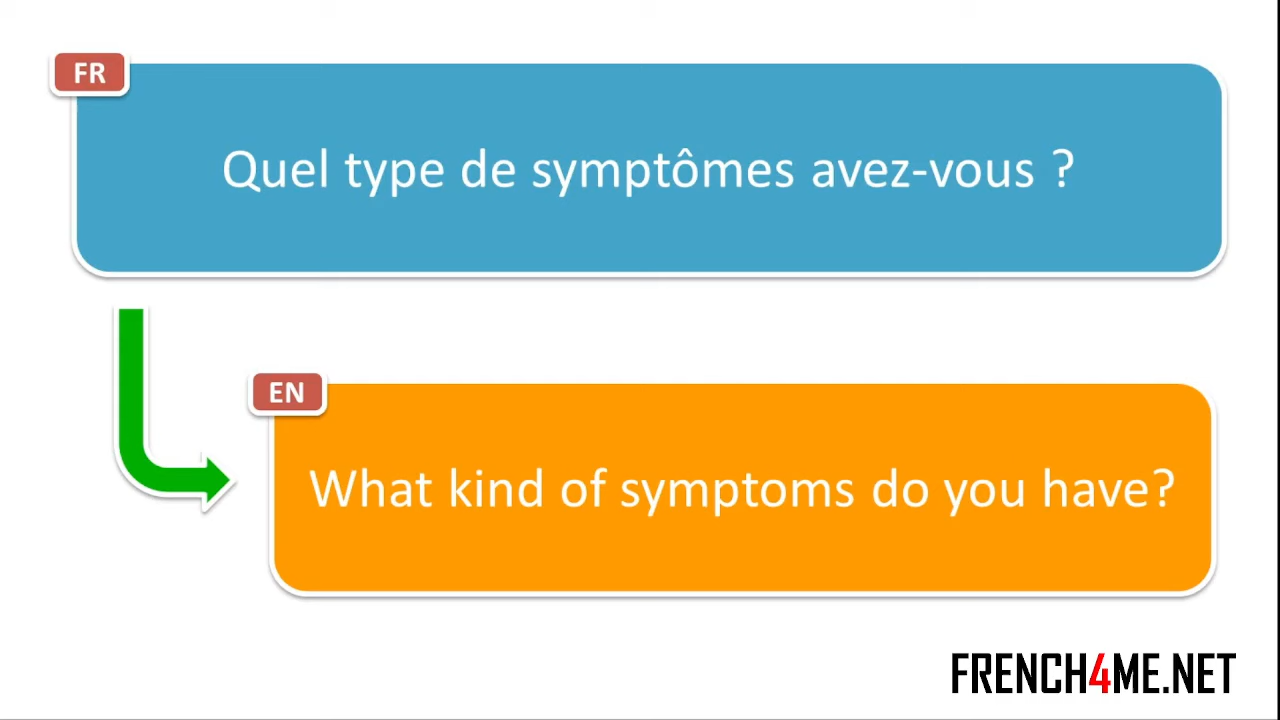 FR
Quel type de symptômes avez-vous ?
EN
What kind of symptoms do you have?
FRENCH4ME.NET